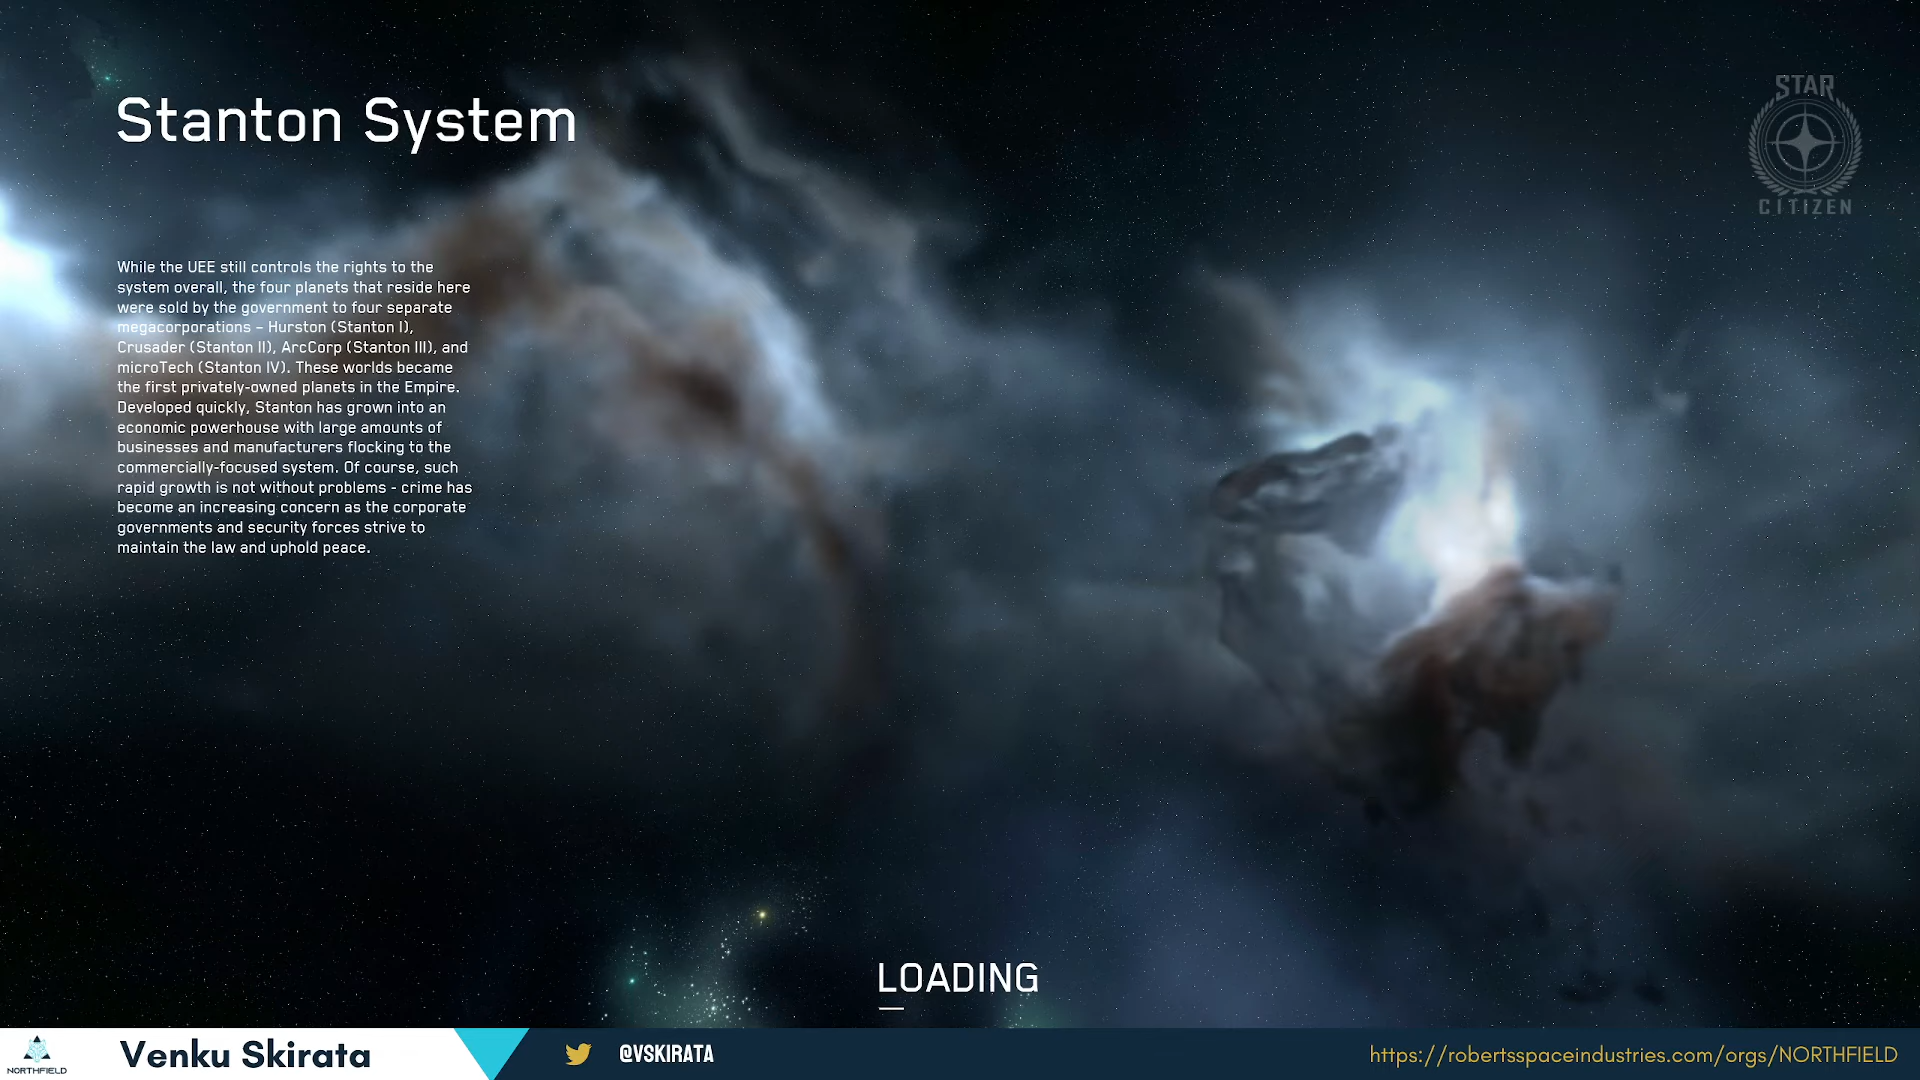 STAR
CITIZEN
Stanton System
While the UEE still controls the rights to the
system overall, the four planets that reside here
were sold by the government to four separate
megacorporations – Hurston (Stanton I),
Crusader (Stanton II), ArcCorp (Stanton III), and
microTech (Stanton IV). These worlds became
the first privately-owned planets in the Empire.
Developed quickly, Stanton has grown into an
economic powerhouse with large amounts of
businesses and manufacturers flocking to the
commercially-focused system. Of course, such
rapid growth is not without problems - crime has
become an increasing concern as the corporate
governments and security forces strive to
maintain the law and uphold peace.
LOADING
NORTHFIELD
Venku Skirata
@VSKIRATA
https://robertsspaceindustries.com/orgs/NORTHFIELD